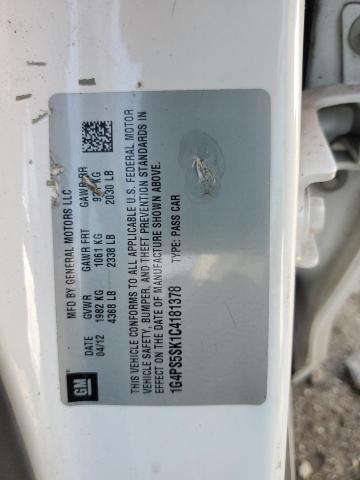 MFD BY GENERAL MOTORS LLC
DATE GVWR GAWR FRT GAWR RR
04/12 1982 KG 1061 KG KG
4368 LB 2338 LB 2030 LB
THIS VEHICLE CONFORMS TO ALL APPLICABLE U.S. FEDERAL MOTOR
VEHICLE SAFETY, BUMPER, AND THEFT PREVENTION STANDARDS IN
EFFECT ON THE DATE OF MANUFACTURE SHOWN ABOVE.
1G4PS5SK1C4181378 TYPE: PASS CAR
GM